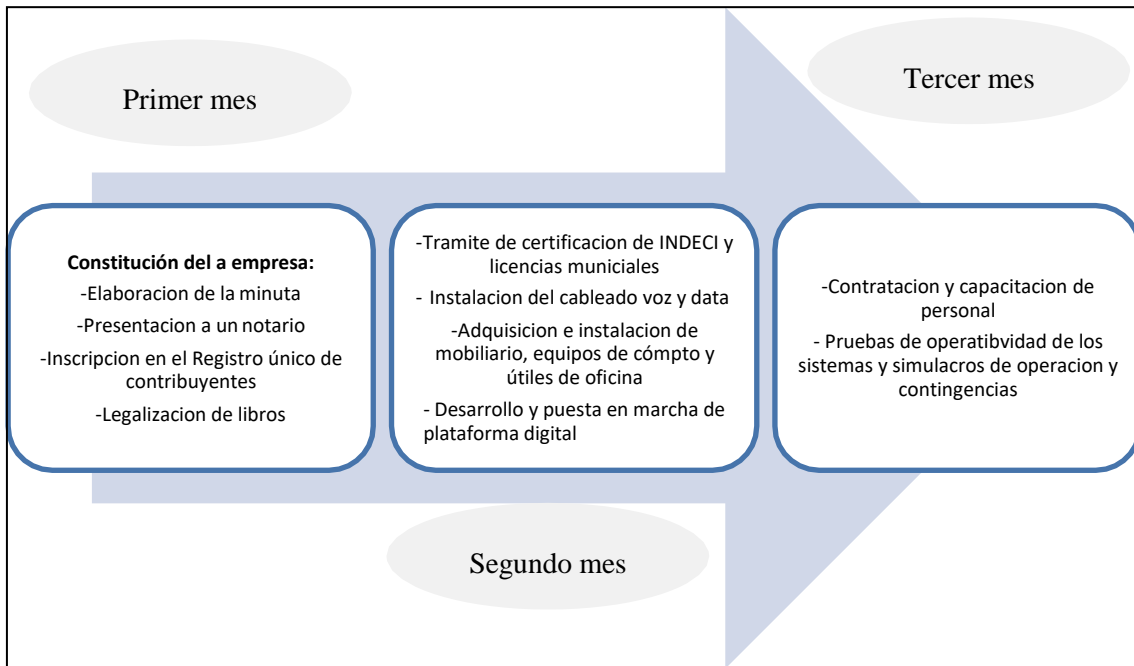 Primer mes
Tercer mes
Constitución del a empresa:
-Elaboracion de la minuta
-Presentacion a un notario
-Inscripcion en el Registro único de
contribuyentes
-Legalizacion de libros
-Tramite de certificacion de INDECI y
licencias municiales
- Instalacion del cableado voz y data
-Adquisicion e instalacion de
mobiliario, equipos de cómpto y
útiles de oficina
- Desarrollo y puesta en marcha de
plataforma digital
-Contratacion y capacitacion de
personal
- Pruebas de operatibvidad de los
sistemas y simulacros de operacion y
contingencias
Segundo mes